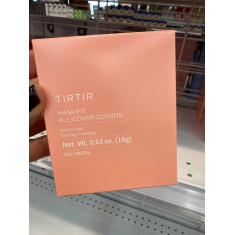 TIRTIR
MASK FIT
ALL-COVER CUSHION
Net. Wt. 0.63 oz. (18g)